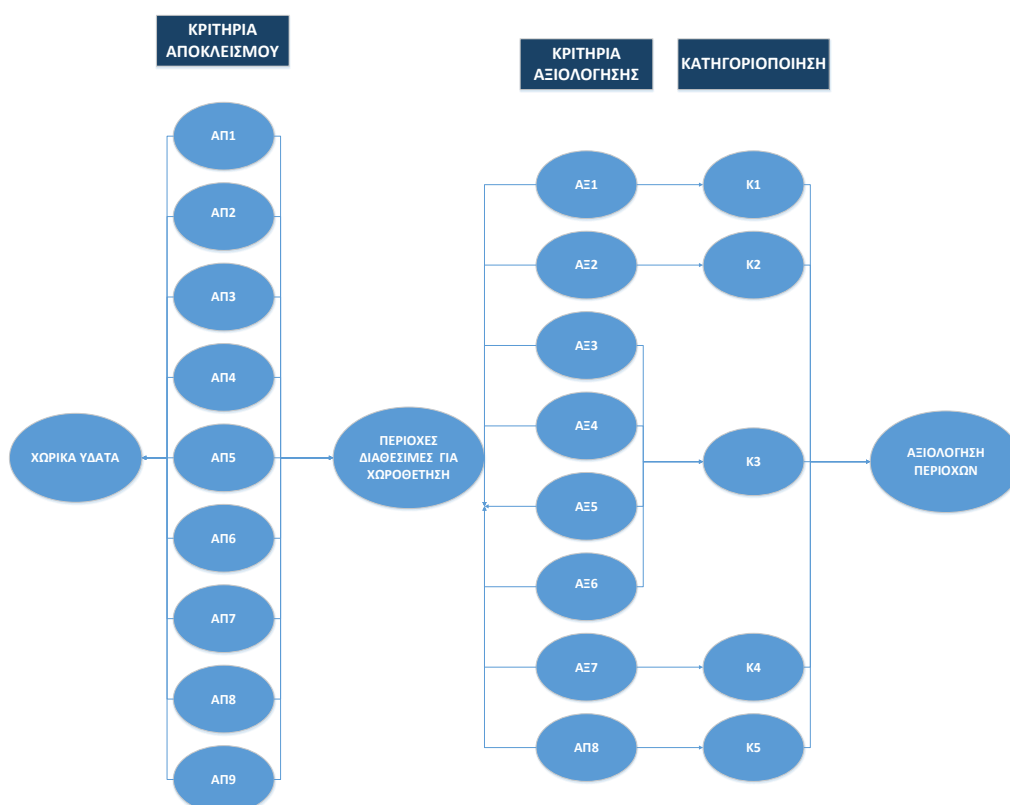 ΚΡΙΤΗΡΙΑ
ΑΠΟΚΛΕΙΣΜΟΥ
ΚΡΙΤΗΡΙΑ
ΑΞΙΟΛΟΓΗΣΗΣ
ΚΑΤΗΓΟΡΙΟΠΟΙΗΣΗ
ΑΠ1
ΑΠ2
ΑΠ3
ΑΠ4
ΑΠ5
ΑΠ6
ΑΠ7
ΑΠ8
ΑΠ9
ΧΩΡΙΚΑ ΥΔΑΤΑ
ΠΕΡΙΟΧΕΣ
ΔΙΑΘΕΣΙΜΕΣ ΓΙΑ
ΧΩΡΟΘΕΤΗΣΗ
ΑΞ1
ΑΞ2
ΑΞ3
ΑΞ4
ΑΞ5
ΑΞ6
ΑΞ7
ΑΠ8
Κ1
Κ2
Κ3
Κ4
Κ5
ΑΞΙΟΛΟΓΗΣΗ
ΠΕΡΙΟΧΩΝ